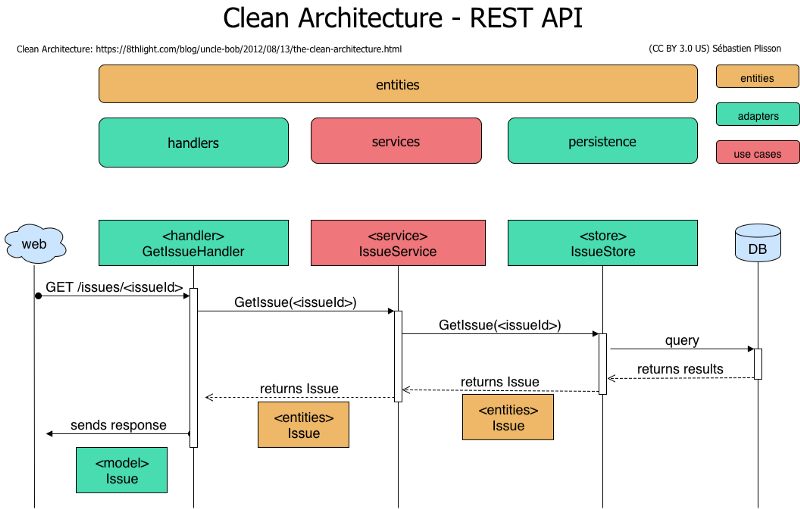 Clean Architecture - REST API
Clean Architecture: https://8thlight.com/blog/uncle-bob/2012/08/13/the-clean-architecture.html
(CC BY 3.0 US) Sébastien Plisson
entities
entities
adapters
handlers
services
persistence
use cases
web
<handler>
GetIssueHandler
<service>
IssueService
<store>
IssueStore
DB
GET /issues/<issueId>
GetIssue(<issueId>)
GetIssue(<issueId>)
query
returns results
returns Issue
returns Issue
<entities>
Issue
<entities>
Issue
sends response
<model>
Issue